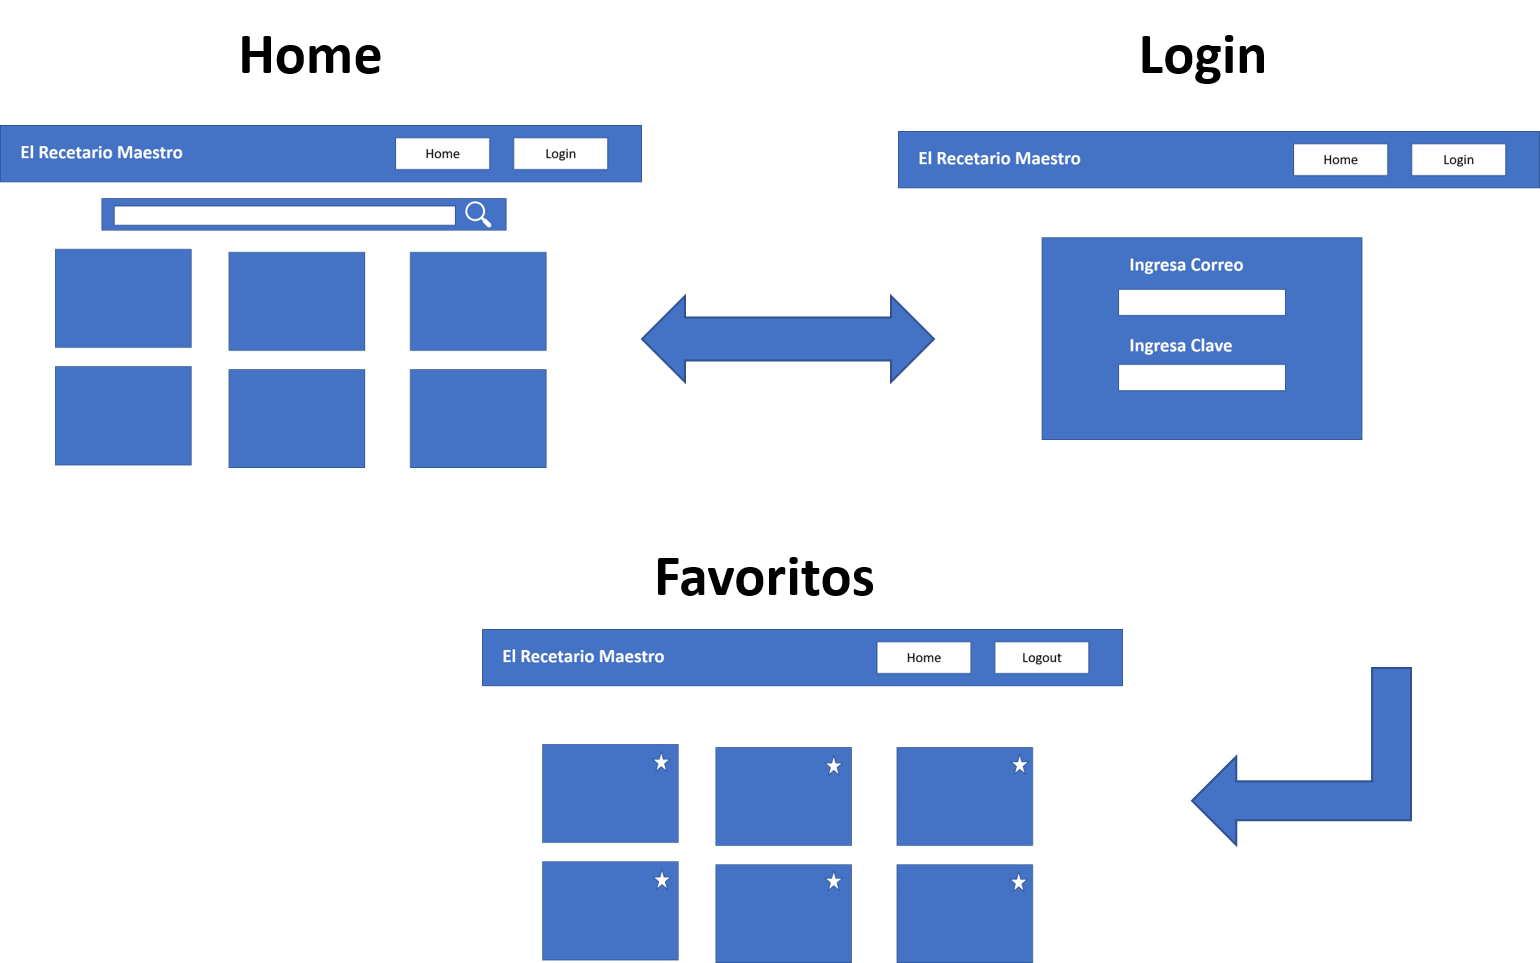 Home
El Recetario Maestro
Home
Login
Login
El Recetario Maestro
Home
Login
Ingresa Correo
Ingresa Clave
Favoritos
El Recetario Maestro
Home
Logout